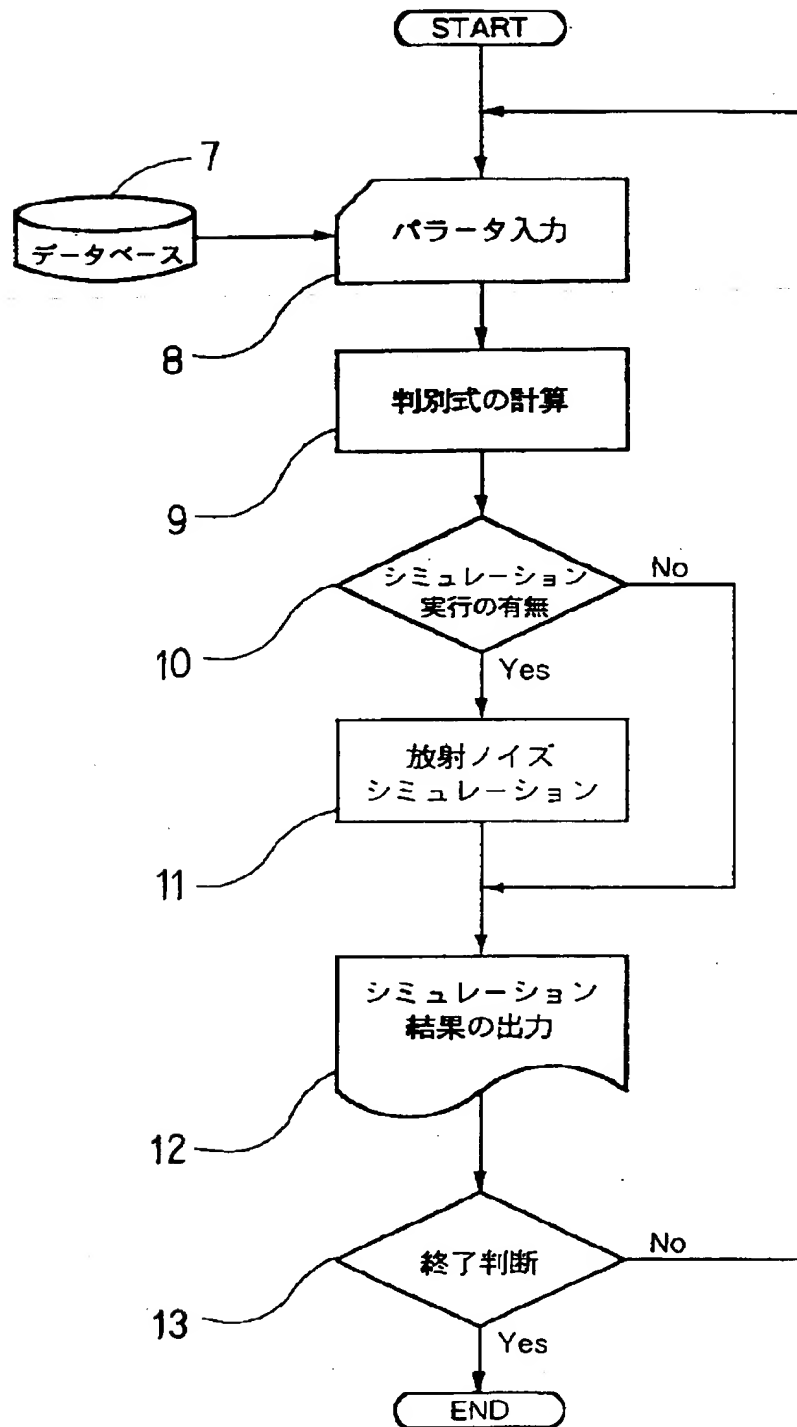 START
7
データベース
パラータ入力
8
判別式の計算
9
シミュレーション
実行の有無
No
10
Yes
放射ノイズ
シミュレーション
11
シミュレーション
結果の出力
12
終了判断
No
13
Yes
END